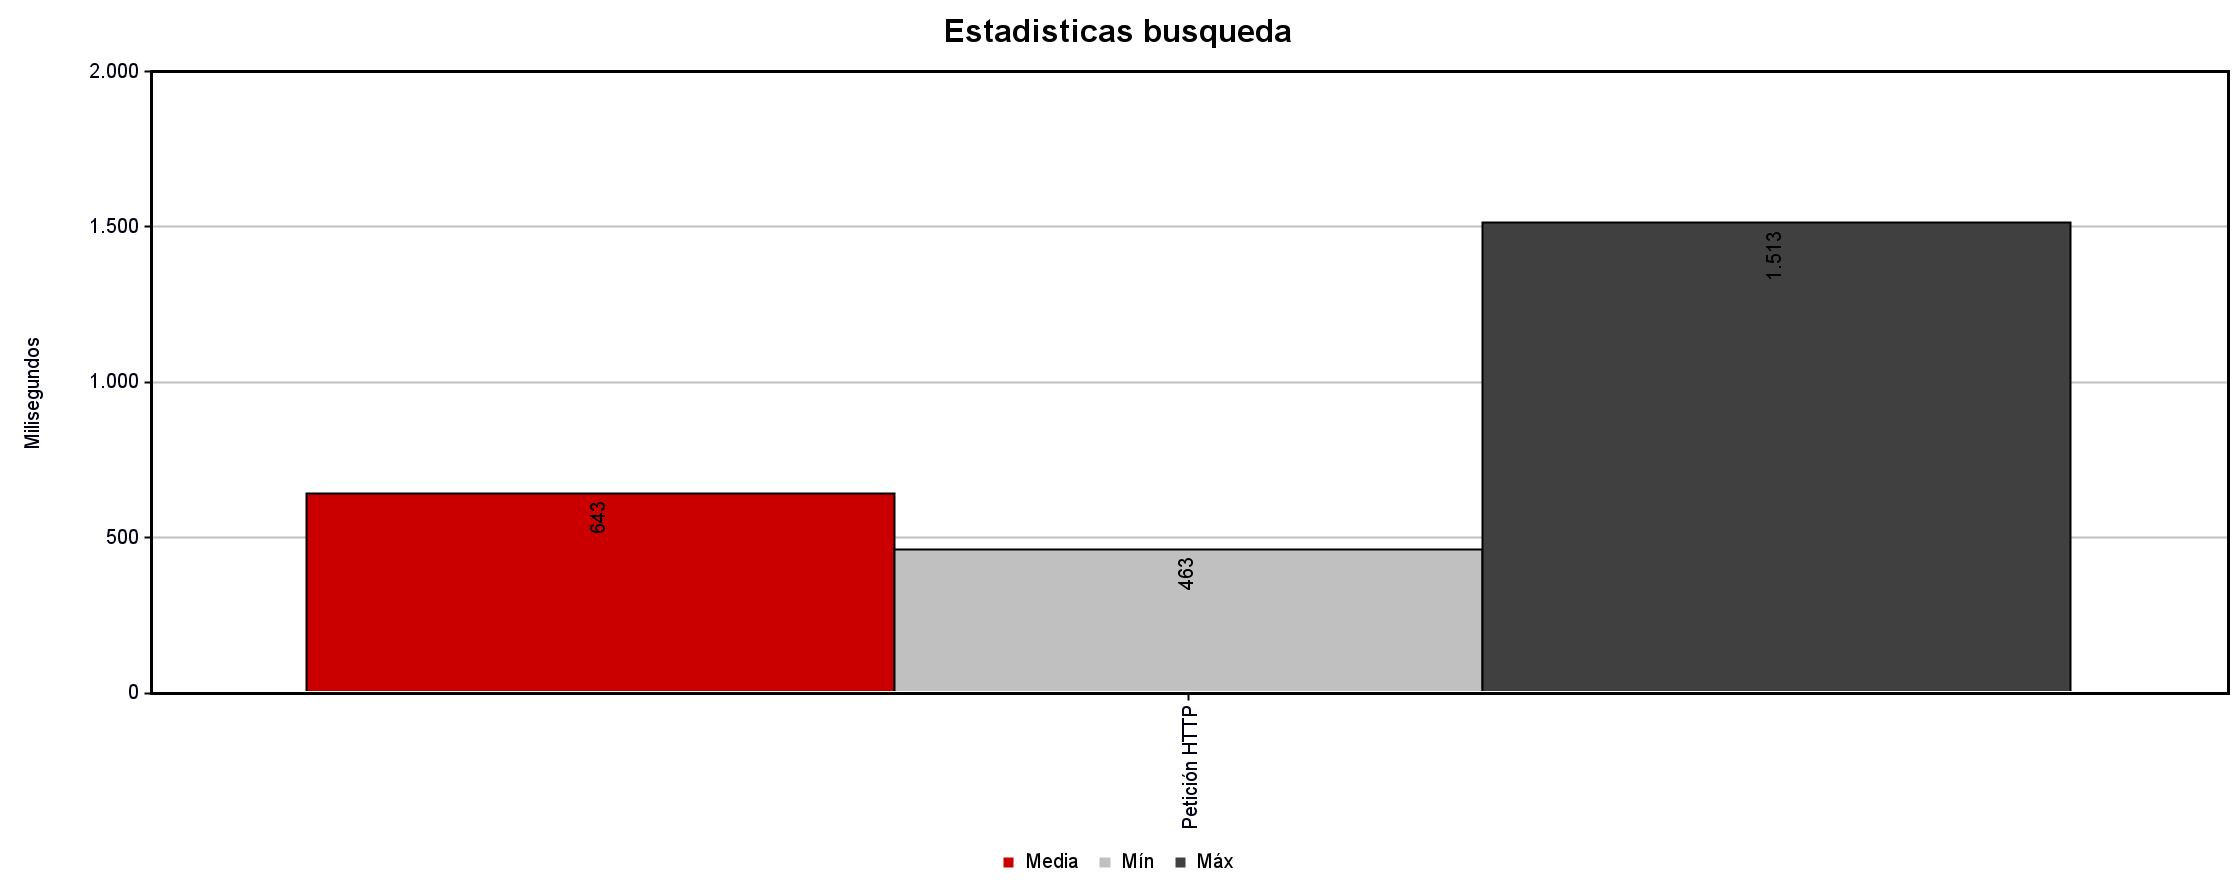 Estadisticas busqueda
2.000
1.500
1.000
500
0
Milisegundos
643
463
1.513
Petición HTTP
Media Mín Máx